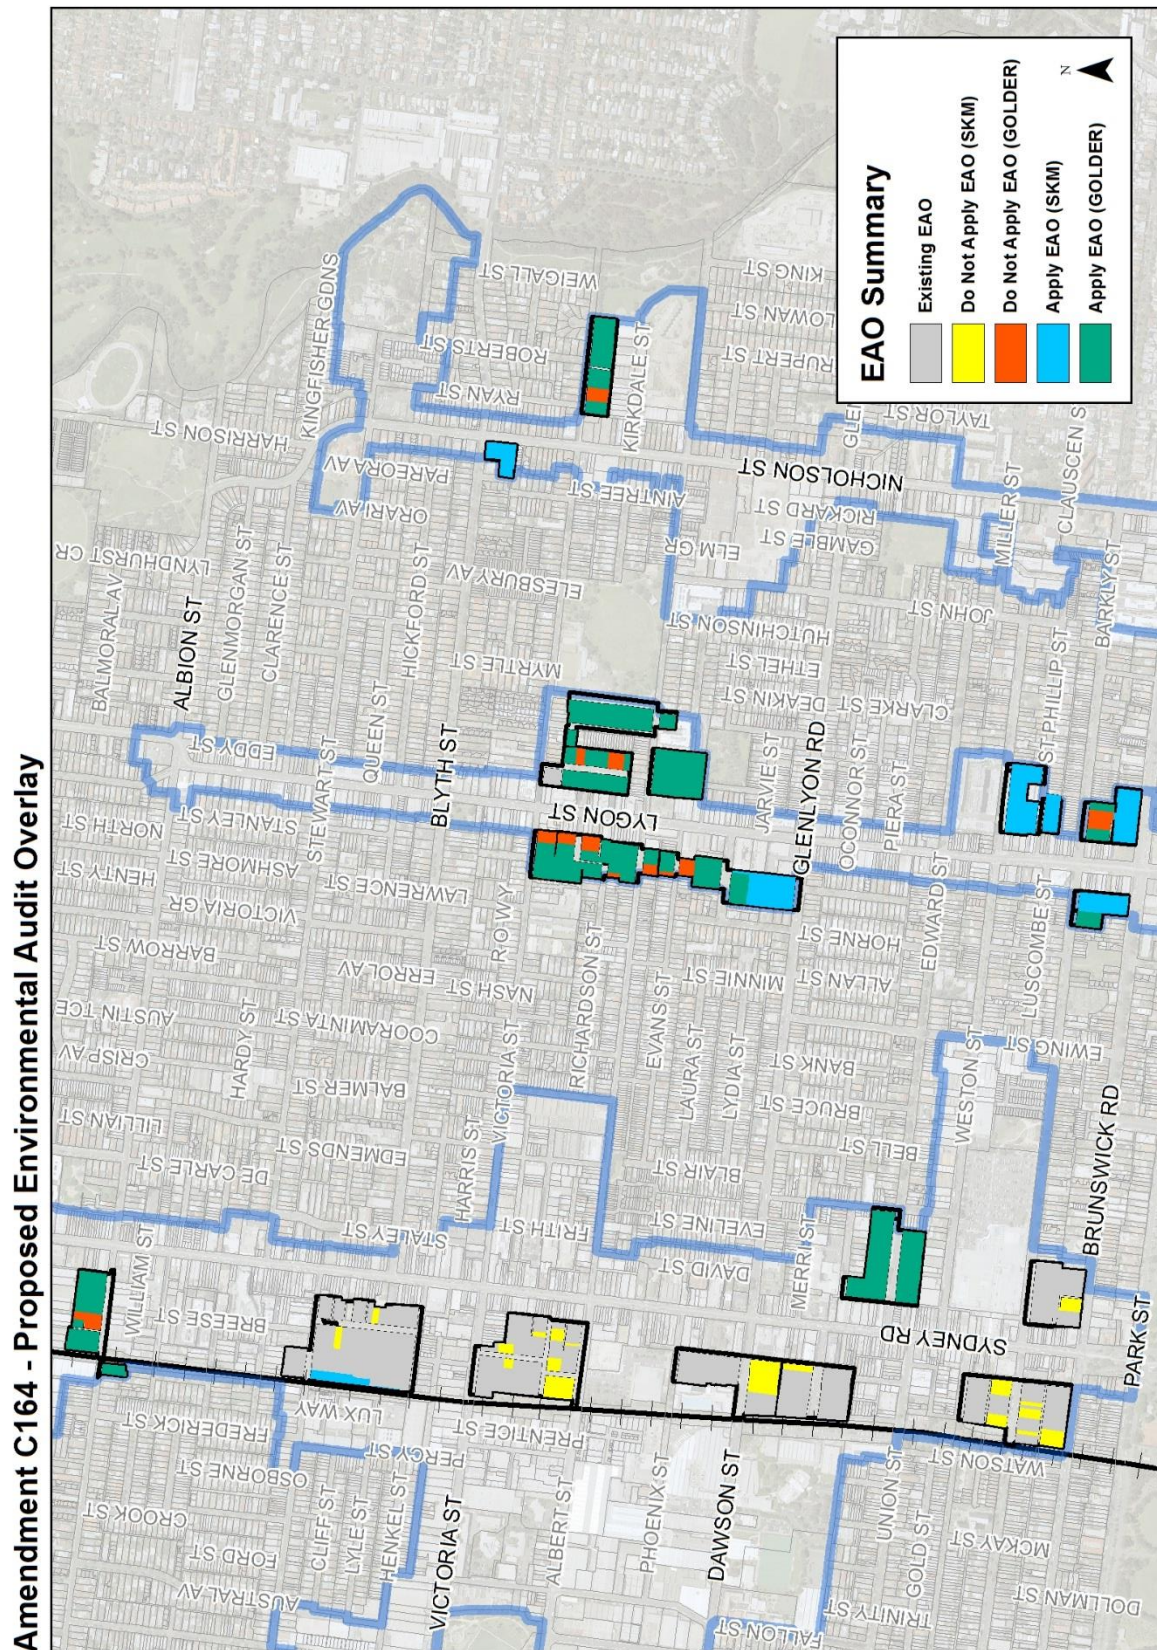 Amendment C164 - Proposed Environmental Audit Overlay
EAO Summary
Existing EAO
Do Not Apply EAO (SKM)
Do Not Apply EAO (GOLDER)
Apply EAO (SKM)
Apply EAO (GOLDER)
N
BALMORAL AV
LYNDHURST CR
ALBION ST
GLENMORGAN ST
CLARENCE ST
HARRISON ST
KINGFISHER GDNS
PAREORA AV
ORARI AV
EDDY ST
STANLEY ST
STEWART ST
QUEEN ST
HICKFORD ST
BLYTH ST
MYRTLE ST
ELESBURY AV
RYAN ST
ROBERTS ST
WEIGALL ST
AINTREE ST
KIRKDALE ST
ELM GR
NICHOLSON ST
RICKARD ST
GAMBLE ST
KING ST
LOWAN ST
RUPERT ST
TAYLOR ST
MILLER ST
CLAUSCEN S
BARKLY ST
PHILLIP ST
JOHN ST
HUTCHINSON ST
ETHEL ST
DEAKIN ST
CLARKE ST
LYGON ST
JARVIE ST
GLENLYON RD
OCONNOR ST
PIERA ST
EDWARD ST
LUSCOMBE ST
HORNE ST
ALLAN ST
MINNIE ST
NORTH ST
HENTY ST
ASHMORE ST
VICTORIA GR
BARROW ST
AUSTIN TCE
CRISP AV
LILLIAN ST
DE CARLE ST
HARDY ST
LAWRENCE ST
ERROL AV
COORAMINTA ST
BALMER ST
EDMENDS ST
NASH ST
ROW Y
RICHARDSON ST
VICTORIA ST
HARRIS ST
STALEY ST
FRITH ST
EVANS ST
LAURA ST
LYDIA ST
BLAIR ST
EVELINE ST
DAVID ST
MERRI ST
BANK ST
BRUCE ST
BELL ST
WESTON ST
EWING ST
BRUNSWICK RD
SYDNEY RD
PARK ST
WILLIAM ST
BREESE ST
FREDERICK ST
OSBORNE ST
CROOK ST
FORD ST
AUSTRAL AV
LUX WAY
CLIFF ST
LYLE ST
HENKEL ST
PERCY ST
VICTORIA ST
PRENTICE ST
ALBERT ST
PHOENIX ST
DAWSON ST
FALLON ST
UNION ST
GOLD ST
TRINITY ST
WATSON ST
MCKAY ST
DOLLMAN ST